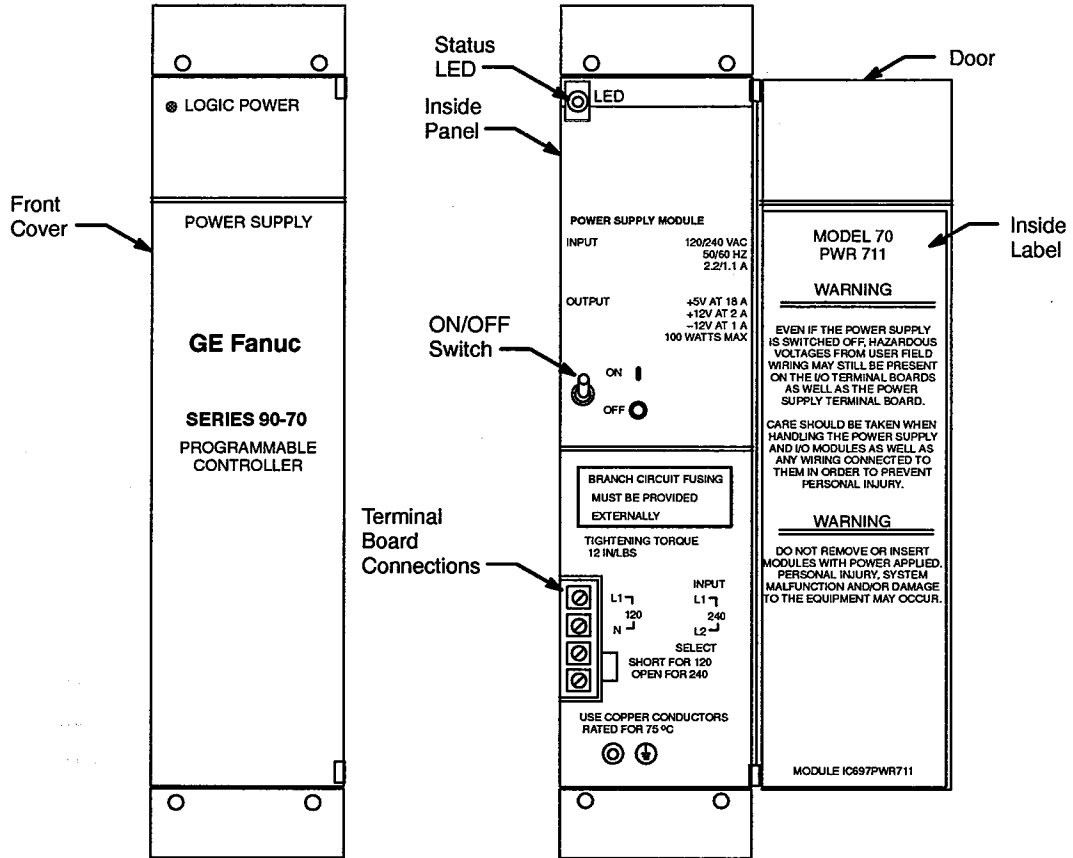 LOGIC POWER
Front
Cover
POWER SUPPLY
GE Fanuc
SERIES 90-70
PROGRAMMABLE
CONTROLLER
Status
LED
LED
Inside
Panel
POWER SUPPLY MODULE
INPUT 120/240 VAC
50/60 HZ
2.2/1.1 A
OUTPUT +5V AT 18 A
+12V AT 2 A
-12V AT 1 A
100 WATTS MAX
ON/OFF
Switch
ON
OFF
BRANCH CIRCUIT FUSING
MUST BE PROVIDED
EXTERNALLY
TIGHTENING TORQUE
12 IN/LBS
Terminal
Board
Connections
INPUT
L1 L1
120 240
N L2
SELECT
SHORT FOR 120
OPEN FOR 240
USE COPPER CONDUCTORS
RATED FOR 75 ºC
Door
Inside
Label
MODEL 70
PWR 711
WARNING
EVEN IF THE POWER SUPPLY
IS SWITCHED OFF, HAZARDOUS
VOLTAGES FROM USER FIELD
WIRING MAY STILL BE PRESENT
ON THE I/O TERMINAL BOARDS
AS WELL AS THE POWER
SUPPLY TERMINAL BOARD.
CARE SHOULD BE TAKEN WHEN
HANDLING THE POWER SUPPLY
AND I/O MODULES AS WELL AS
ANY WIRING CONNECTED TO
THEM IN ORDER TO PREVENT
PERSONAL INJURY.
WARNING
DO NOT REMOVE OR INSERT
MODULES WITH POWER APPLIED.
PERSONAL INJURY, SYSTEM
MALFUNCTION AND/OR DAMAGE
TO THE EQUIPMENT MAY OCCUR.
MODULE IC697PWR711